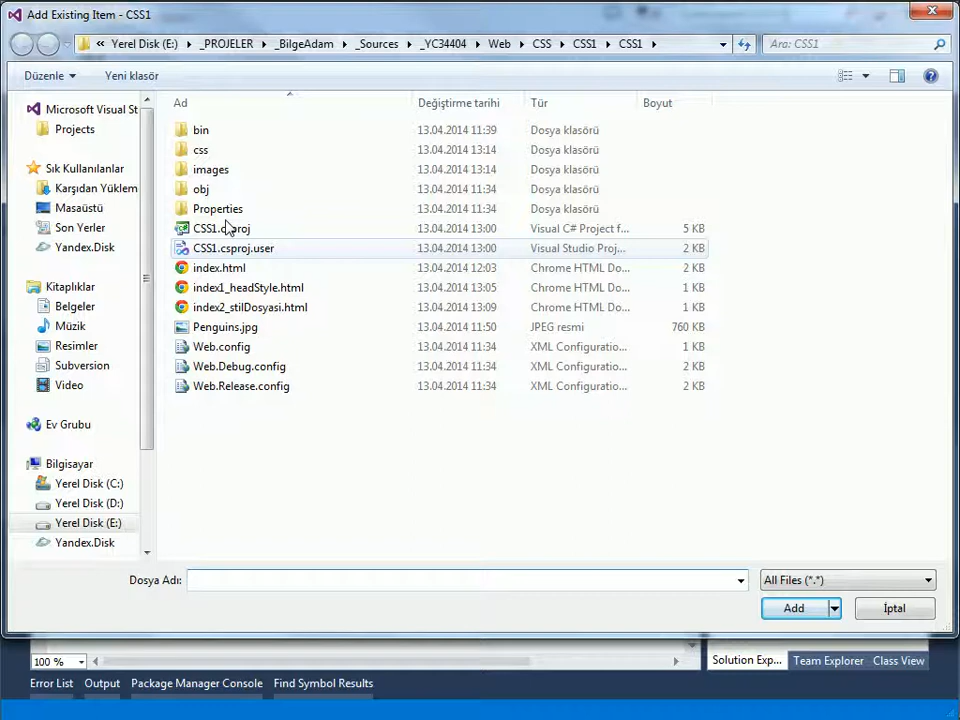 Add Existing Item - CSS1
« Yerel Disk (E:) ▸ _PROJELER ▸ _BilgeAdam ▸ _Sources ▸ _YC34404 ▸ Web ▸ CSS ▸ CSS1 ▸ CSS1 ▸
Ara: CSS1
Düzenle
Yeni klasör
Microsoft Visual St
Projects
Sık Kullanılanlar
Karşıdan Yüklem
Masaüstü
Son Yerler
Yandex.Disk
Kitaplıklar
Belgeler
Müzik
Resimler
Subversion
Video
Ev Grubu
Bilgisayar
Yerel Disk (C:)
Yerel Disk (D:)
Yerel Disk (E:)
Yandex.Disk
Ad Değiştirme tarihi Tür Boyut
bin 13.04.2014 11:39 Dosya klasörü
css 13.04.2014 13:14 Dosya klasörü
images 13.04.2014 13:14 Dosya klasörü
obj 13.04.2014 11:34 Dosya klasörü
Properties 13.04.2014 11:34 Dosya klasörü
CSS1.csproj 13.04.2014 13:00 Visual C# Project f... 5 KB
CSS1.csproj.user 13.04.2014 13:00 Visual Studio Proj... 2 KB
index.html 13.04.2014 12:03 Chrome HTML Do... 2 KB
index1_headStyle.html 13.04.2014 13:05 Chrome HTML Do... 1 KB
index2_stilDosyasi.html 13.04.2014 13:09 Chrome HTML Do... 1 KB
Penguins.jpg 13.04.2014 11:50 JPEG resmi 760 KB
Web.config 13.04.2014 11:34 XML Configuratio... 1 KB
Web.Debug.config 13.04.2014 11:34 XML Configuratio... 2 KB
Web.Release.config 13.04.2014 11:34 XML Configuratio... 2 KB
Dosya Adı:
All Files (*.*)
Add
İptal
100 %
Solution Exp... Team Explorer Class View
Error List Output Package Manager Console Find Symbol Results